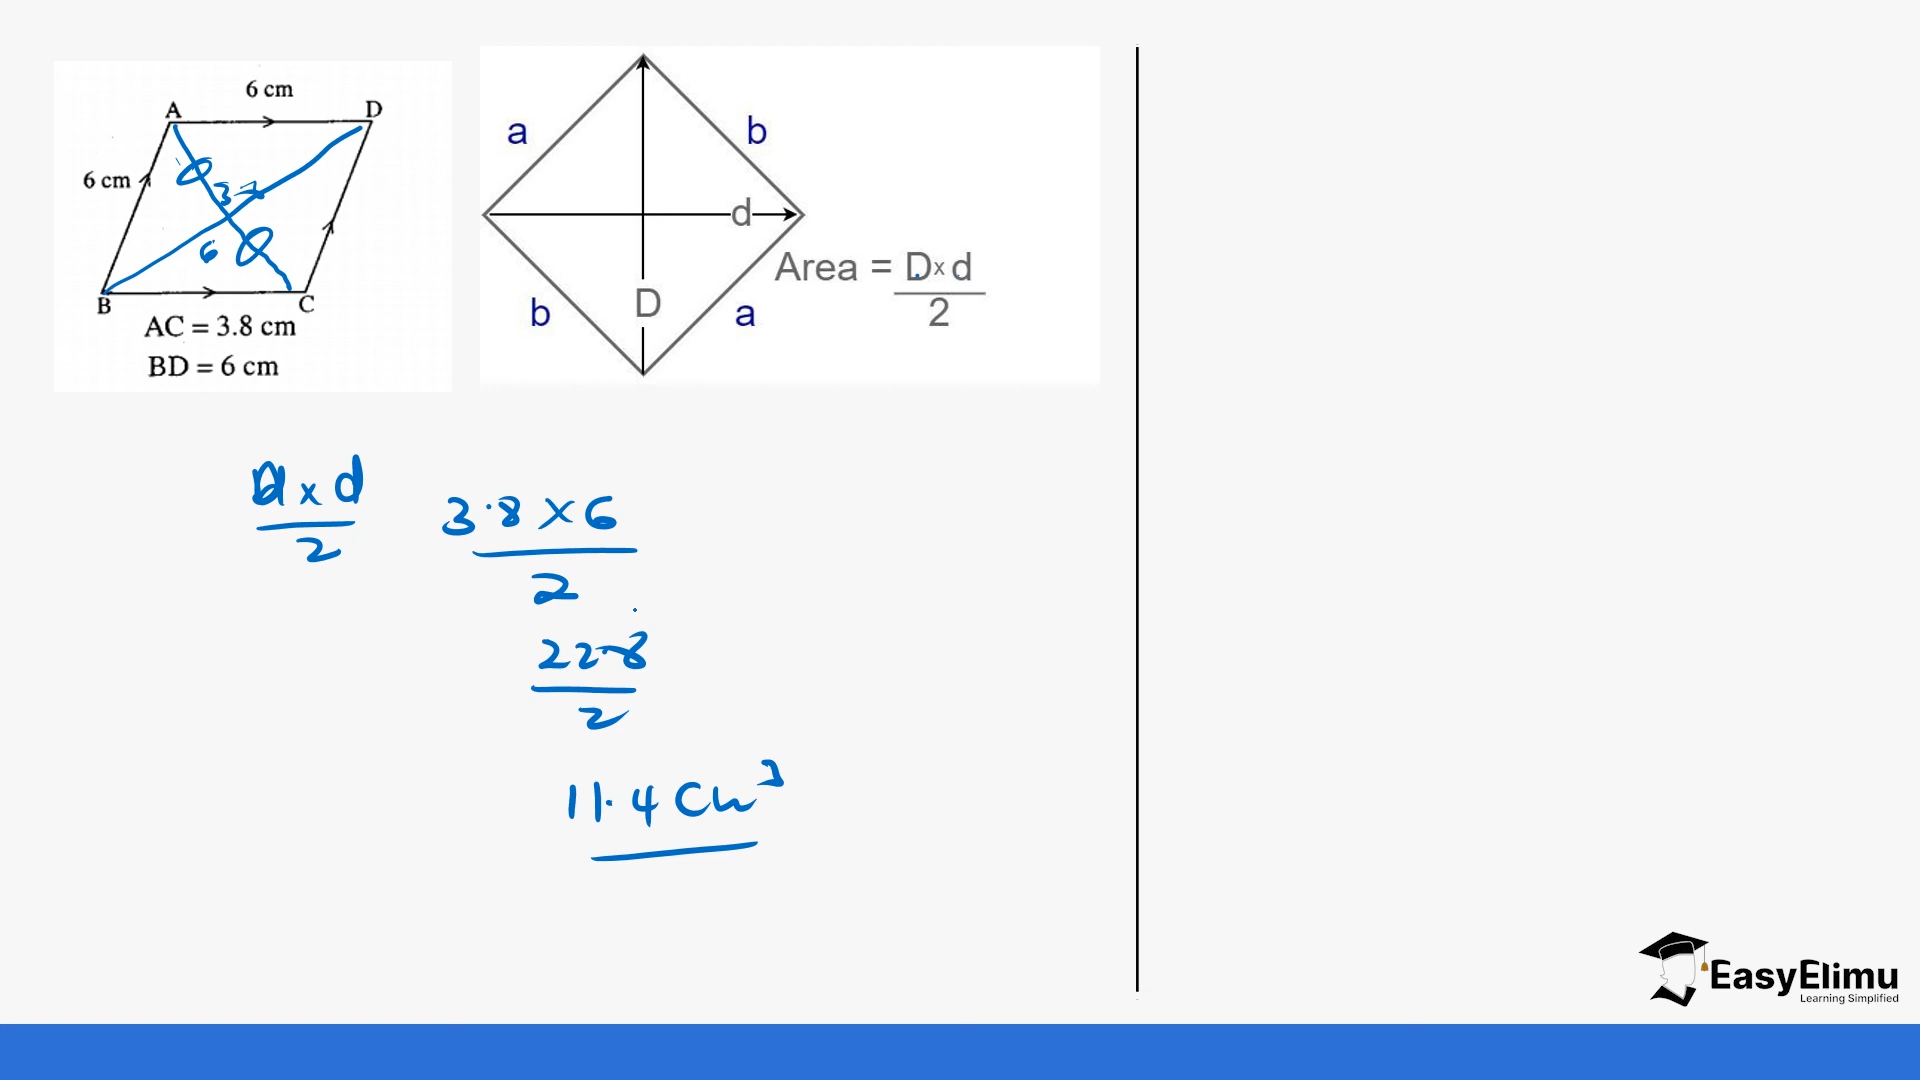 6 cm
A
D
6 cm
6
B
C
AC = 3.8 cm
BD = 6 cm
a
b
d
Area = D x d
2
b
D
a
D x d
2
3.8 x 6
2
22.8
2
11.4 cm²
EasyElimu
Learning Simplified